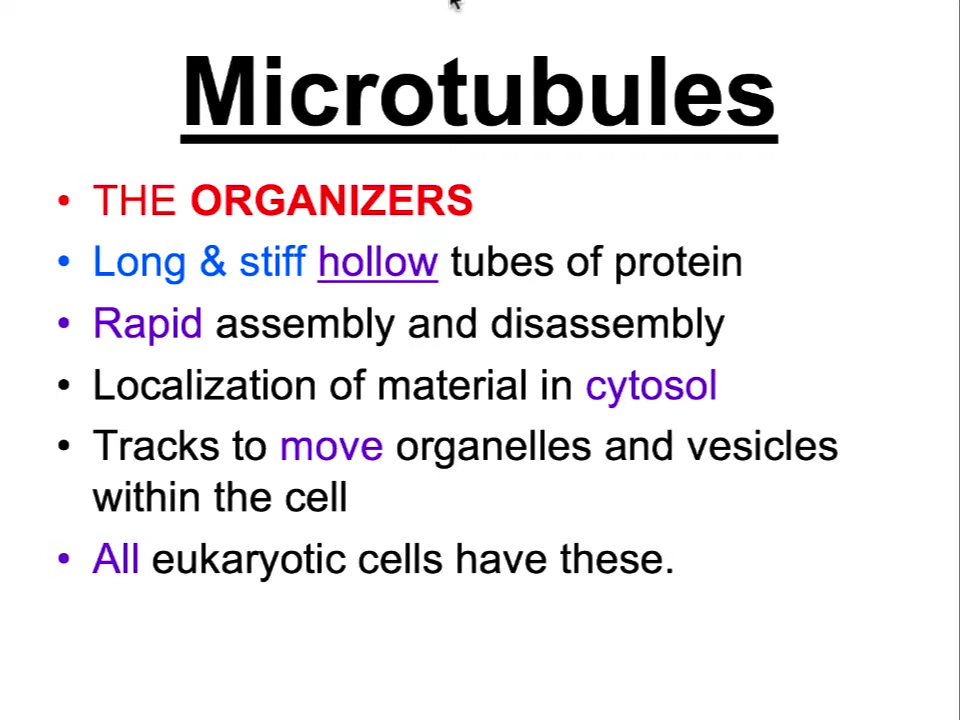 Microtubules
• THE ORGANIZERS
• Long & stiff hollow tubes of protein
• Rapid assembly and disassembly
• Localization of material in cytosol
• Tracks to move organelles and vesicles
within the cell
• All eukaryotic cells have these.